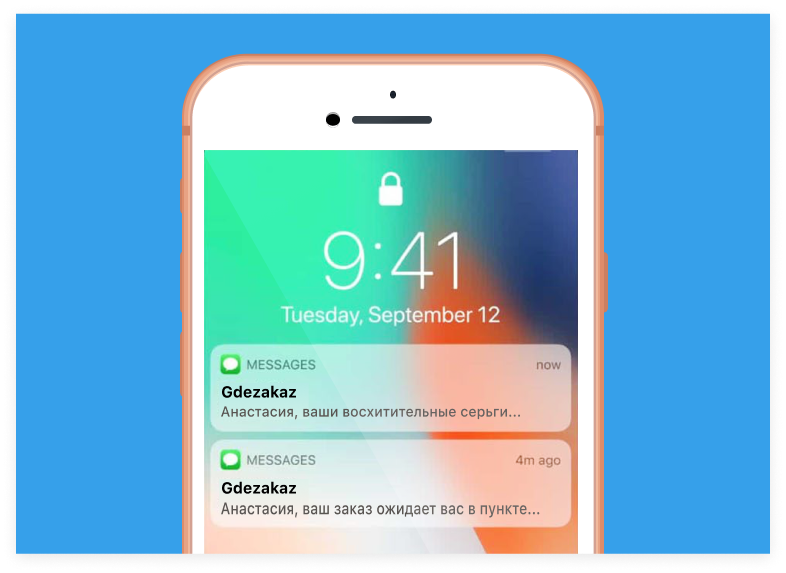 9:41
Tuesday, September 12
MESSAGES now
Gdezakaz
Анастасия, ваши восхитительные серьги...
MESSAGES 4m ago
Gdezakaz
Анастасия, ваш заказ ожидает вас в пункте...